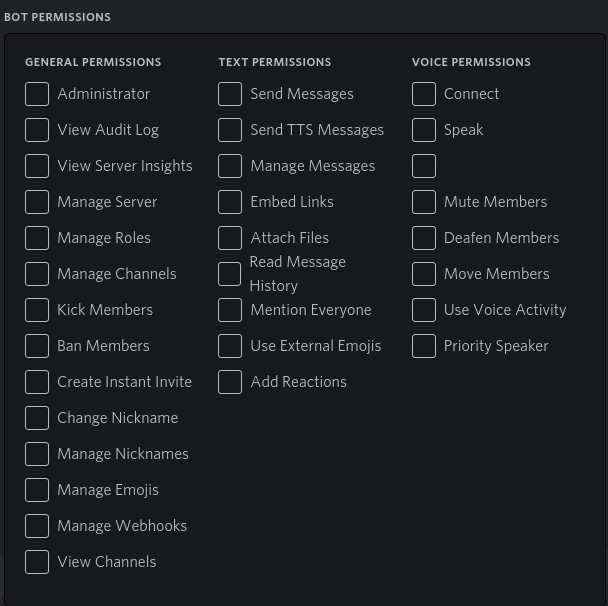 BOT PERMISSIONS
GENERAL PERMISSIONS
Administrator
View Audit Log
View Server Insights
Manage Server
Manage Roles
Manage Channels
Kick Members
Ban Members
Create Instant Invite
Change Nickname
Manage Nicknames
Manage Emojis
Manage Webhooks
View Channels
TEXT PERMISSIONS
Send Messages
Send TTS Messages
Manage Messages
Embed Links
Attach Files
Read Message
History
Mention Everyone
Use External Emojis
Add Reactions
VOICE PERMISSIONS
Connect
Speak
Mute Members
Deafen Members
Move Members
Use Voice Activity
Priority Speaker